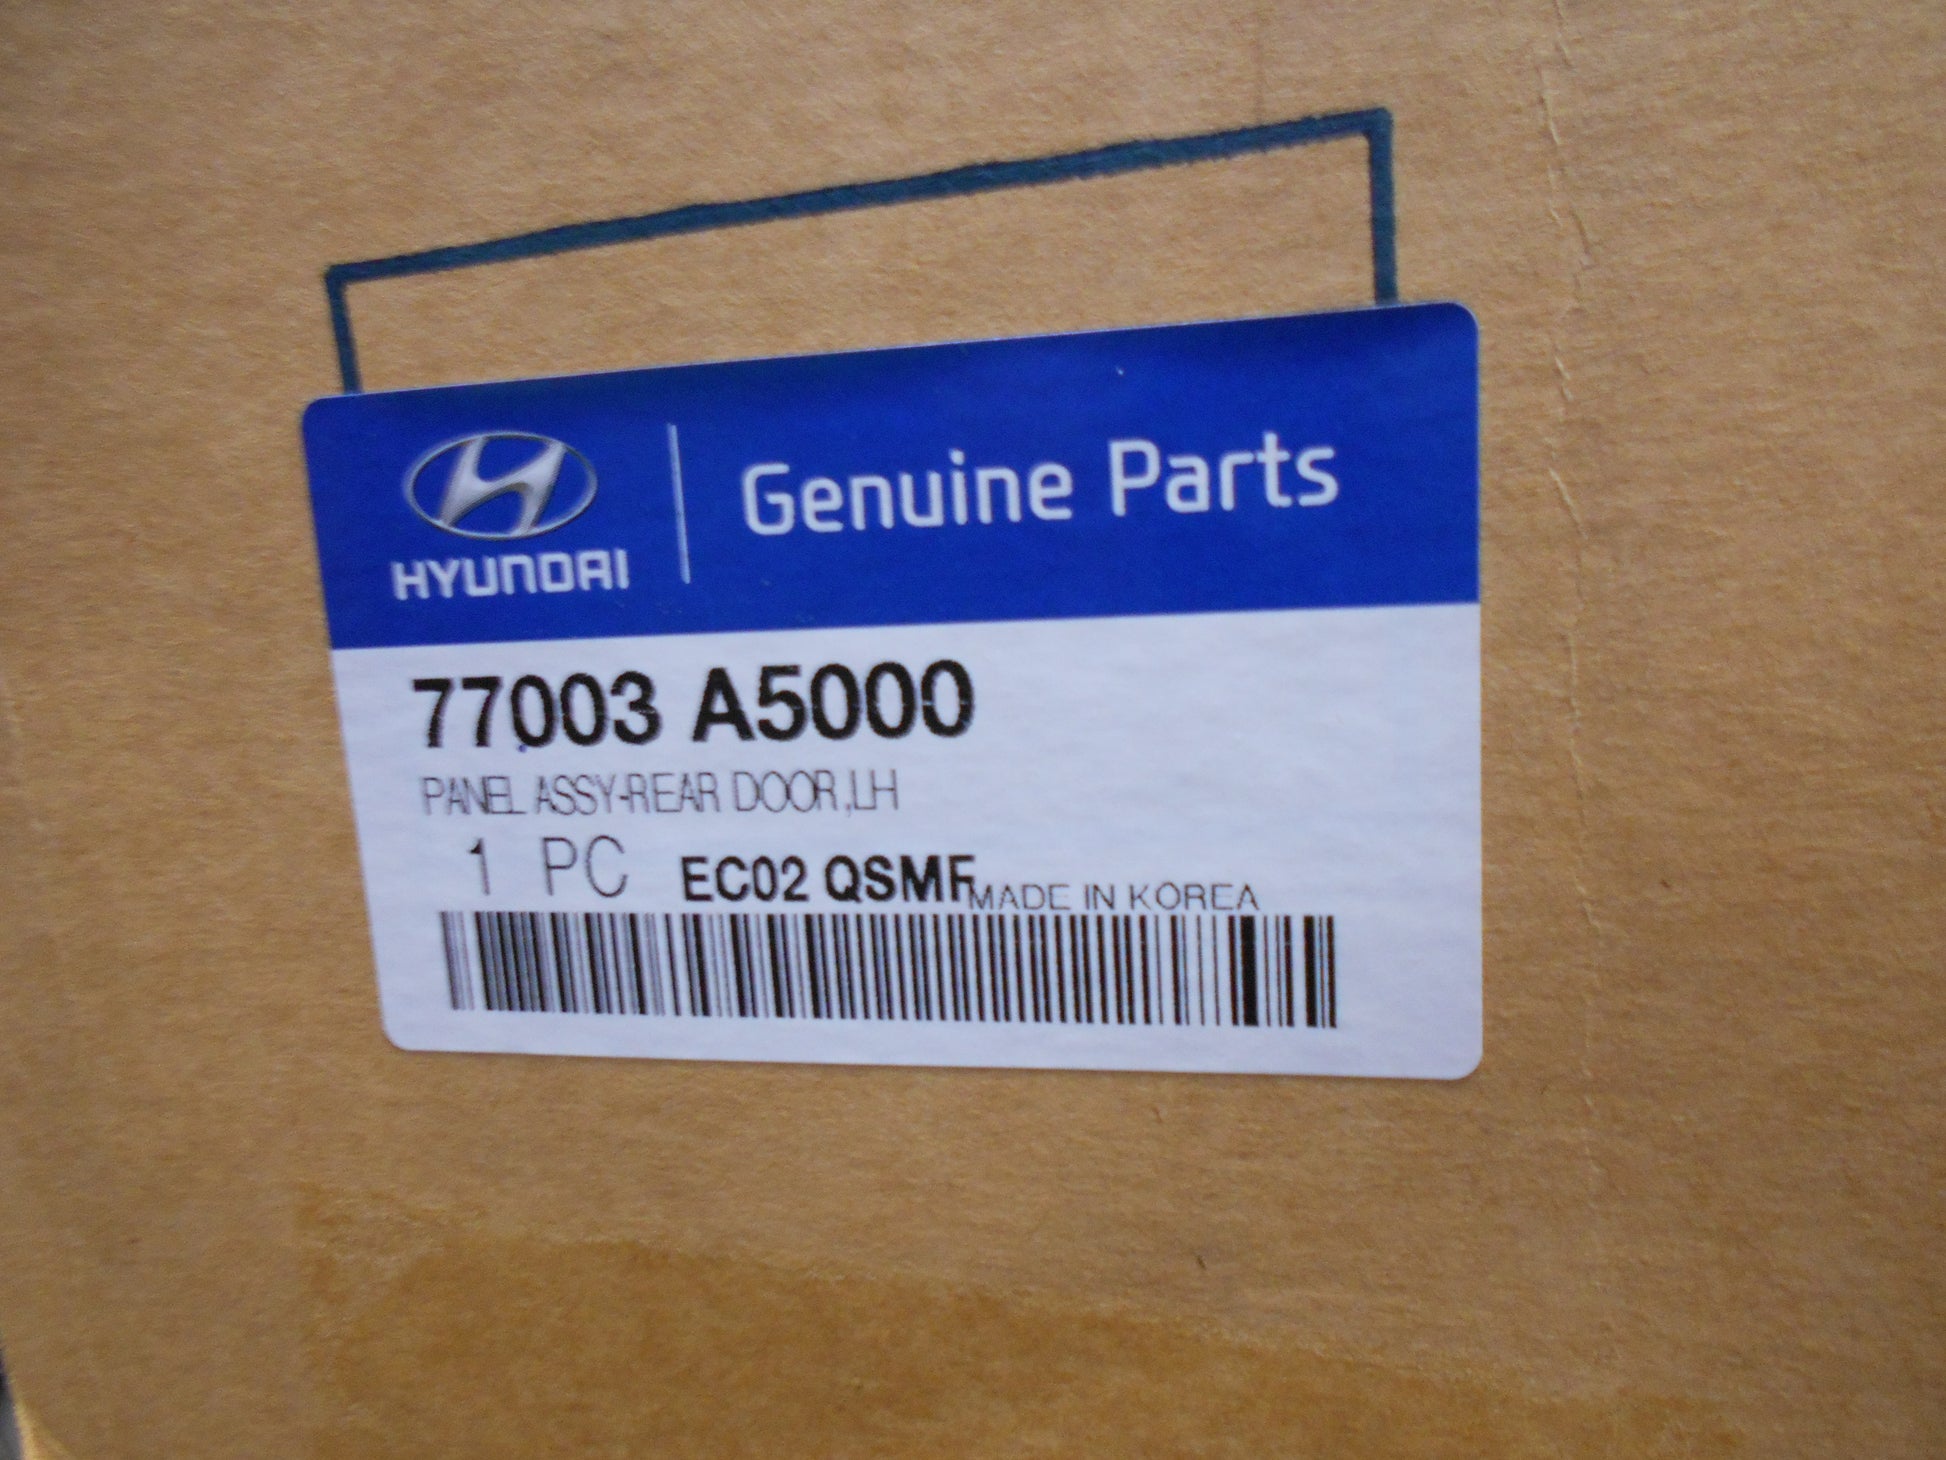 HYUNDAI
Genuine Parts
77003 A5000
PANEL ASSY-REAR DOOR,LH
1 PC EC02 QSMF MADE IN KOREA